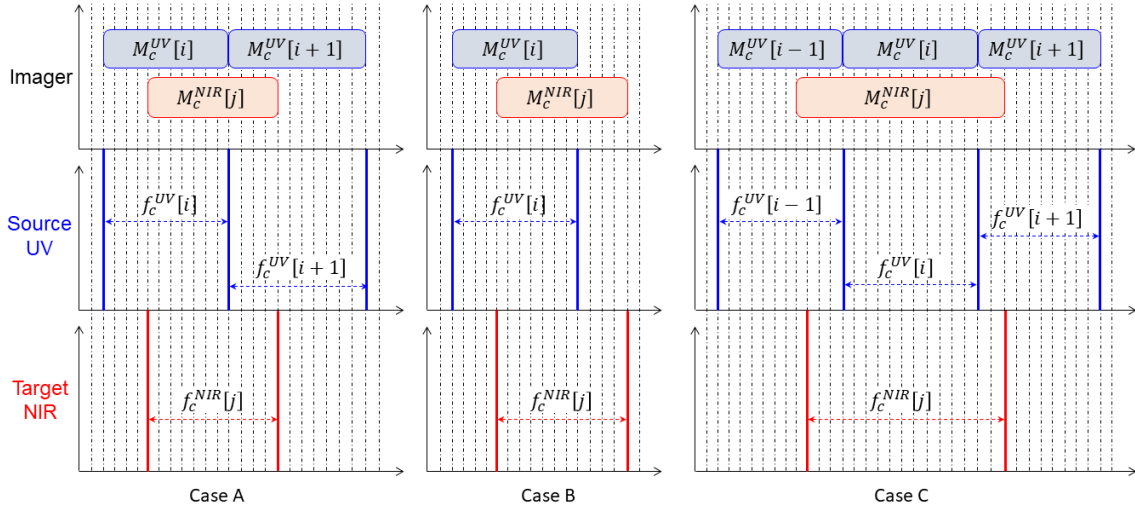 Imager
M_c^{UV}[i] M_c^{UV}[i + 1]
M_c^{NIR}[j]
M_c^{UV}[i]
M_c^{NIR}[j]
M_c^{UV}[i − 1] M_c^{UV}[i] M_c^{UV}[i + 1]
M_c^{NIR}[j]
Source
UV
f_c^{UV}[i]
f_c^{UV}[i + 1]
f_c^{UV}[i]
f_c^{UV}[i − 1]
f_c^{UV}[i + 1]
f_c^{UV}[i]
Target
NIR
f_c^{NIR}[j]
f_c^{NIR}[j]
f_c^{NIR}[j]
Case A
Case B
Case C